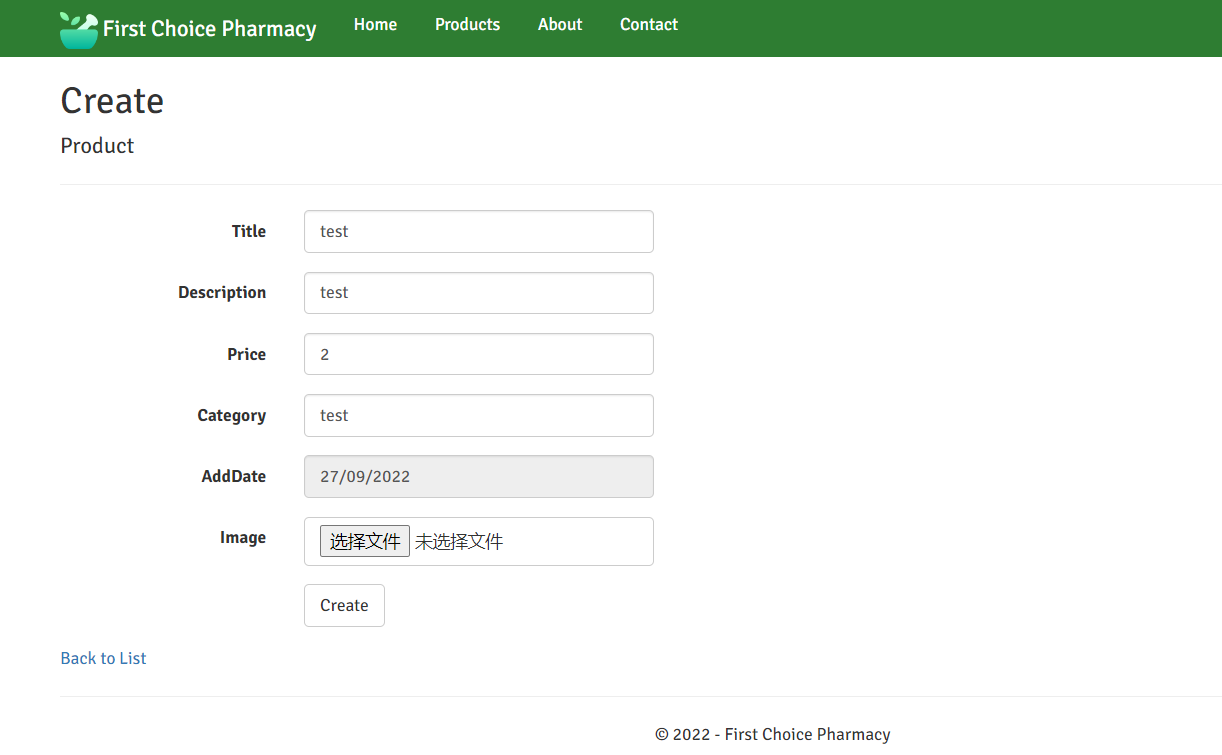 First Choice Pharmacy Home Products About Contact
Create
Product
Title test
Description test
Price 2
Category test
AddDate 27/09/2022
Image 选择文件 未选择文件
Create
Back to List
© 2022 - First Choice Pharmacy